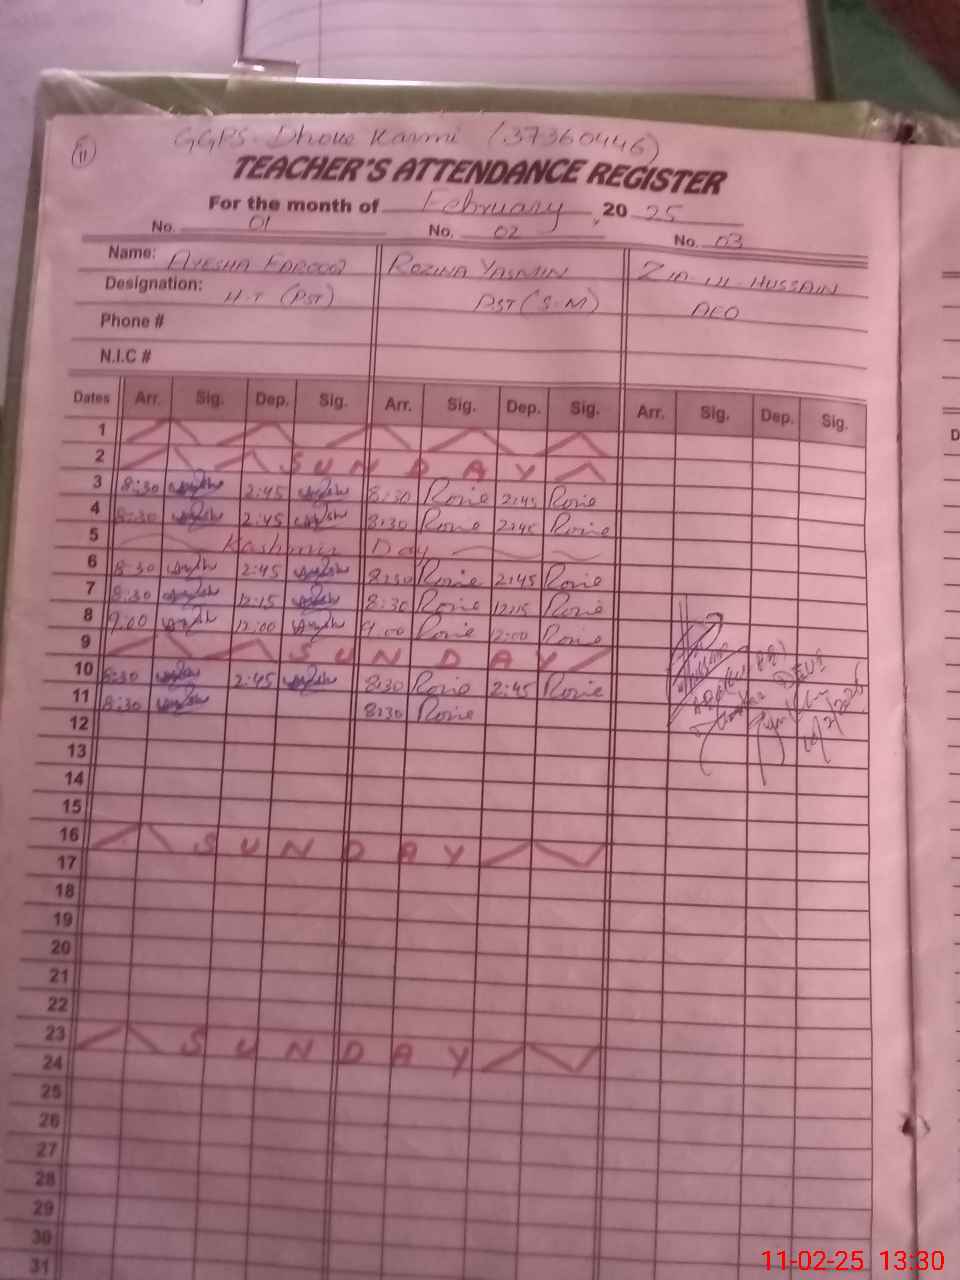 11
GGPS Dhoke Karmi (37360446)
TEACHER'S ATTENDANCE REGISTER
For the month of February, 2025
No. 01 No. 02 No. 03
Name: AYESHA FAROOQ ROZINA YASMIN ZIA-UL-HUSSAIN
Designation: H.T (PST) PST (S.M) AEO
Phone #
N.I.C #
Dates Arr. Sig. Dep. Sig. Arr. Sig. Dep. Sig. Arr. Sig. Dep. Sig.
1
2 SUNDAY
3 8:30 2:45 8:30 Rozie 2:45 Rozie
4 8:30 2:45 8:30 Rozie 2:45 Rozie
5 Kashmir Day
6 8:30 2:45 8:30 Rozie 2:45 Rozie
7 8:30 12:15 8:30 Rozie 12:15 Rozie
8 9:00 12:00 9:00 Rozie 12:00 Rozie
9 SUNDAY
10 8:30 2:45 8:30 Rozie 2:45 Rozie
11 8:30 8:30 Rozie
12
13
14
15
16 SUNDAY
17
18
19
20
21
22
23 SUNDAY
24
25
26
27
28
29
30
31
D
11-02-25 13:30